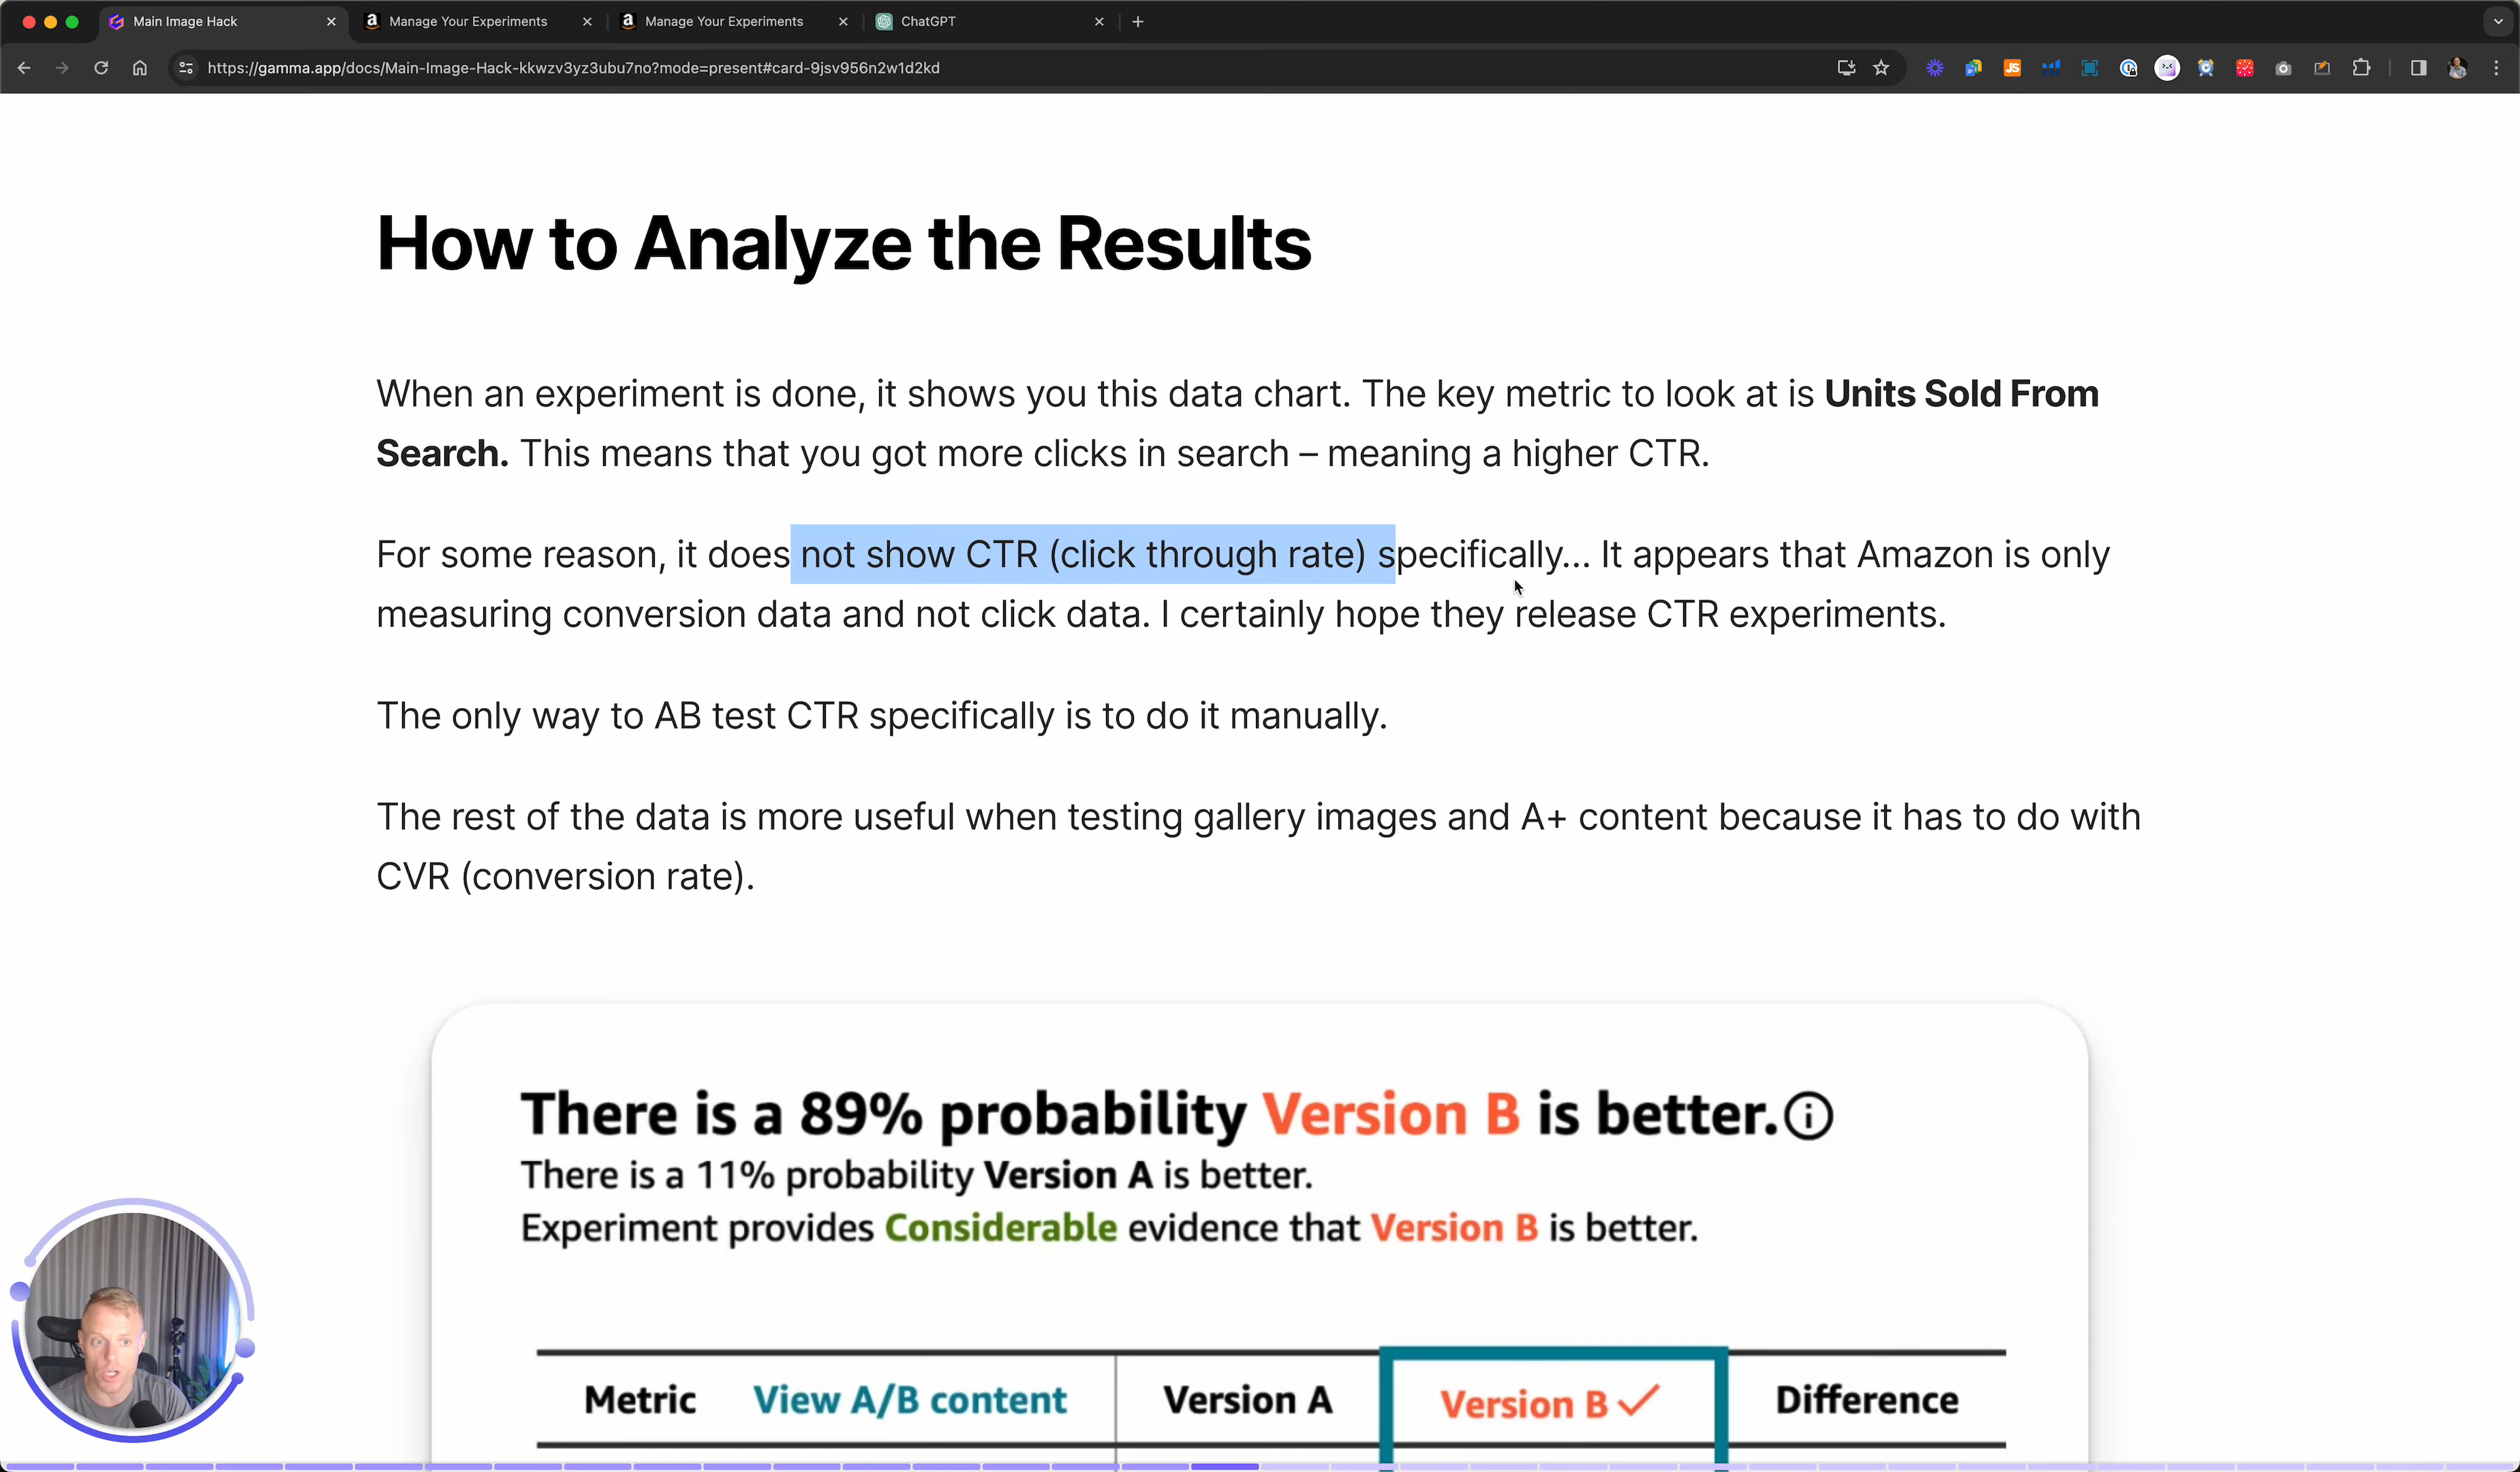 Main Image Hack
Manage Your Experiments
Manage Your Experiments
ChatGPT
https://gamma.app/docs/Main-Image-Hack-kkwzv3yz3ubu7no?mode=present#card-9jsv956n2w1d2kd
JS
How to Analyze the Results
When an experiment is done, it shows you this data chart. The key metric to look at is Units Sold From
Search. This means that you got more clicks in search – meaning a higher CTR.
For some reason, it does not show CTR (click through rate) specifically... It appears that Amazon is only
measuring conversion data and not click data. I certainly hope they release CTR experiments.
The only way to AB test CTR specifically is to do it manually.
The rest of the data is more useful when testing gallery images and A+ content because it has to do with
CVR (conversion rate).
There is a 89% probability Version B is better.
There is a 11% probability Version A is better.
Experiment provides Considerable evidence that Version B is better.
Metric View A/B content Version A Version B Difference